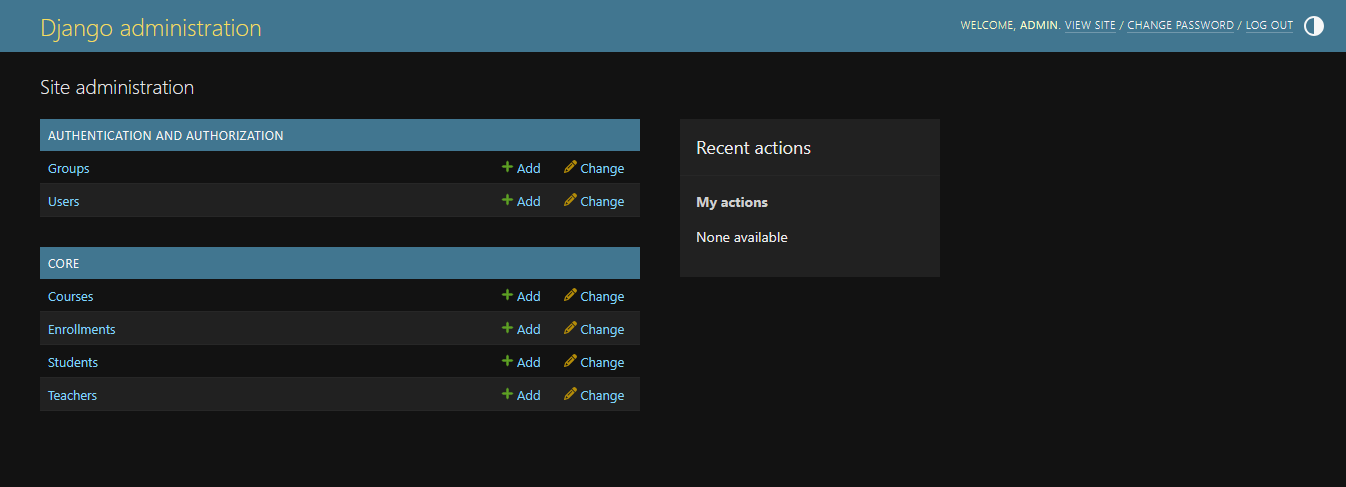 Django administration
WELCOME, ADMIN. VIEW SITE / CHANGE PASSWORD / LOG OUT
Site administration
AUTHENTICATION AND AUTHORIZATION
Groups Add Change
Users Add Change
CORE
Courses Add Change
Enrollments Add Change
Students Add Change
Teachers Add Change
Recent actions
My actions
None available